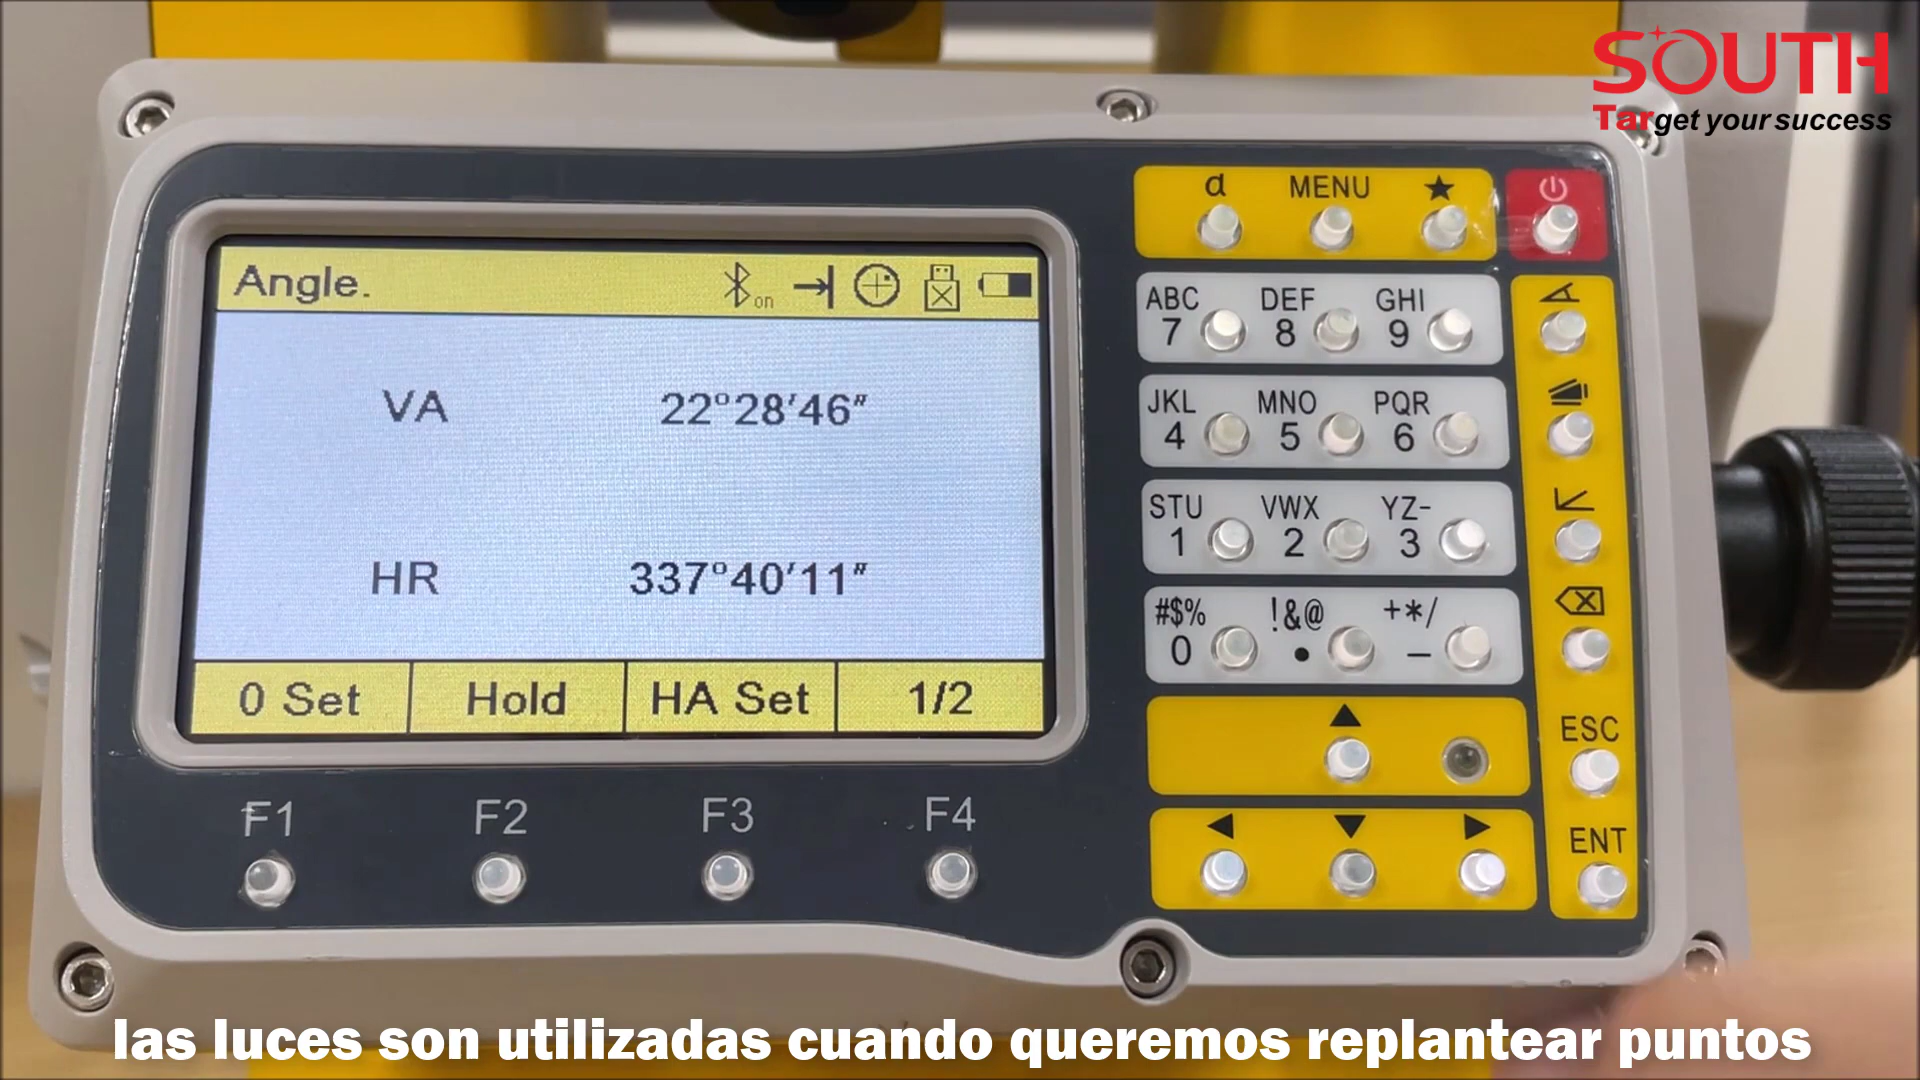 SOUTH
Target your success
Angle.
on
VA 22°28'46"
HR 337°40'11"
0 Set Hold HA Set 1/2
F1 F2 F3 F4
α MENU ★
ABC DEF GHI
7 8 9
JKL MNO PQR
4 5 6
STU VWX YZ-
1 2 3
#$% !&@ +*/
0 • –
ESC
ENT
las luces son utilizadas cuando queremos replantear puntos